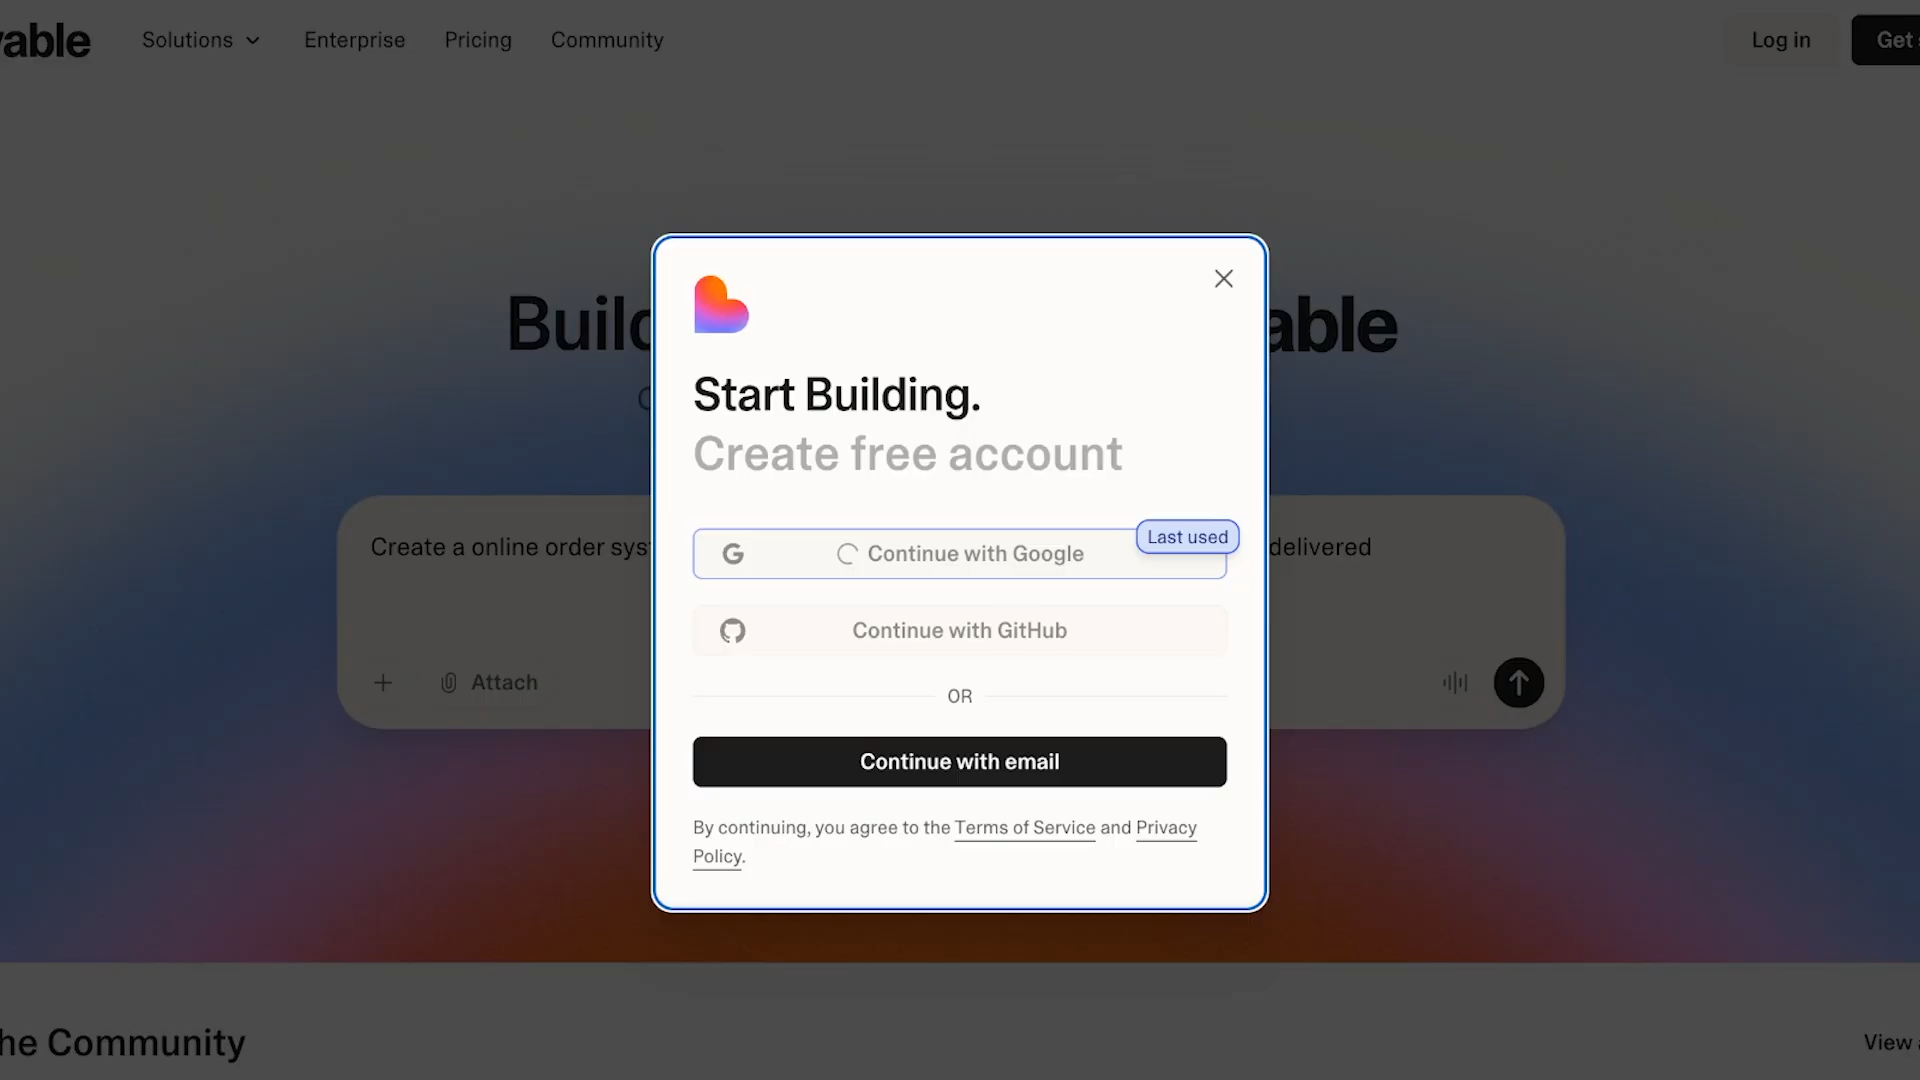 vable
Solutions
Enterprise
Pricing
Community
Log in
Get
Build
able
Start Building.
Create free account
Last used
Continue with Google
Continue with GitHub
OR
Continue with email
By continuing, you agree to the Terms of Service and Privacy
Policy.
Create a online order sys
delivered
Attach
he Community
View